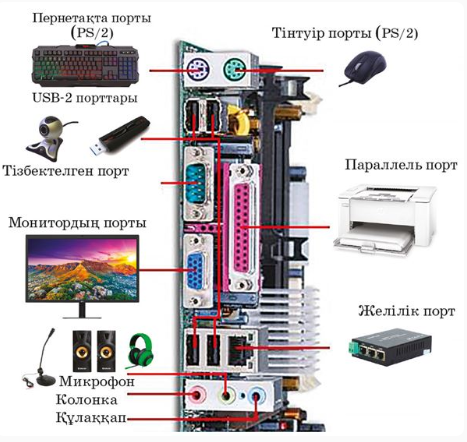 Пернетақта порты
(PS/2)
Тінтуір порты (PS/2)
USB-2 порттары
Тізбектелген порт
Параллель порт
Монитордың порты
Желілік порт
Микрофон
Колонка
Құлаққап